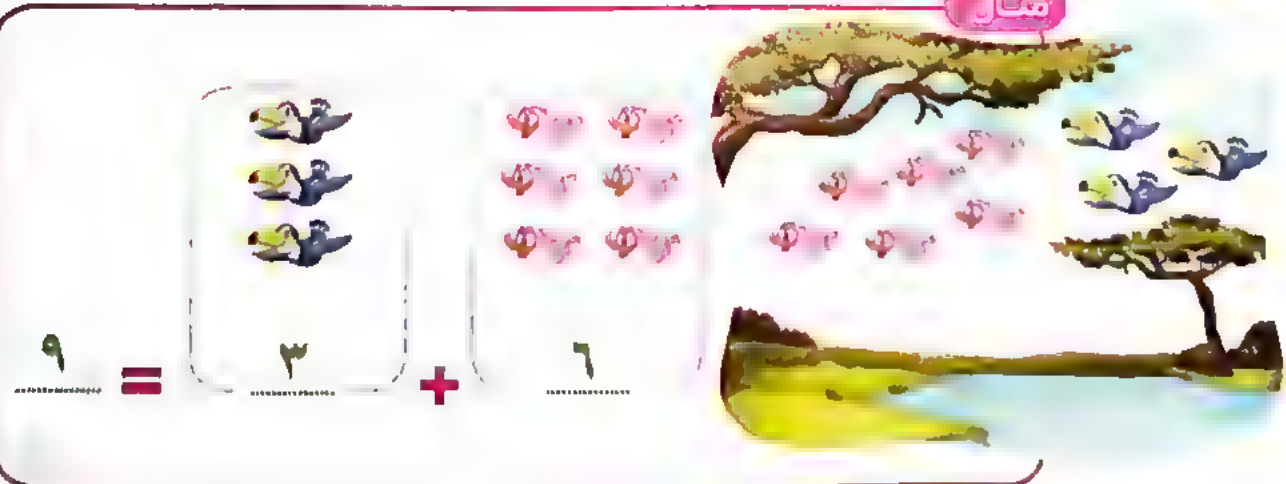 مثال
٦ + ٣ = ٩